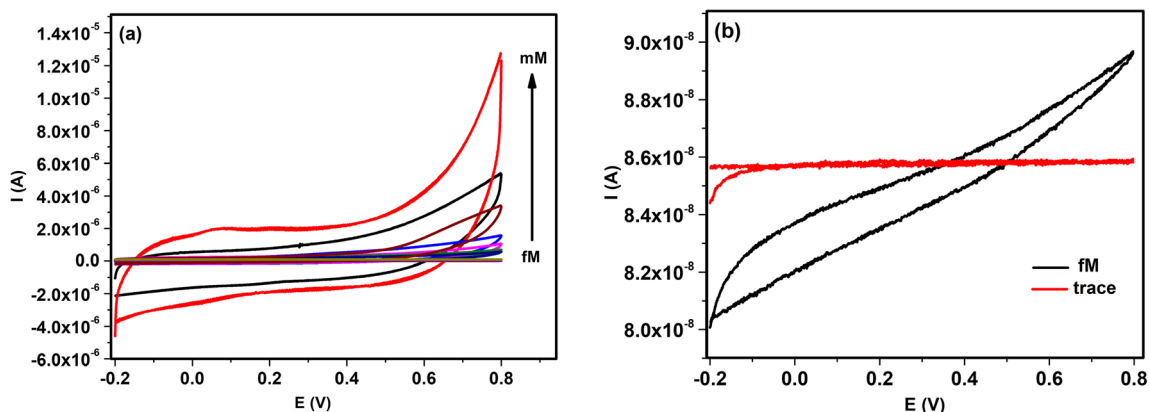 (a)
1.4x10⁻⁵
1.2x10⁻⁵
1.0x10⁻⁵
8.0x10⁻⁶
6.0x10⁻⁶
4.0x10⁻⁶
2.0x10⁻⁶
0.0
-2.0x10⁻⁶
-4.0x10⁻⁶
-6.0x10⁻⁶
I (A)
mM
fM
-0.2 0.0 0.2 0.4 0.6 0.8
E (V)
(b)
9.0x10⁻⁸
8.8x10⁻⁸
8.6x10⁻⁸
8.4x10⁻⁸
8.2x10⁻⁸
8.0x10⁻⁸
I (A)
fM
trace
-0.2 0.0 0.2 0.4 0.6 0.8
E (V)